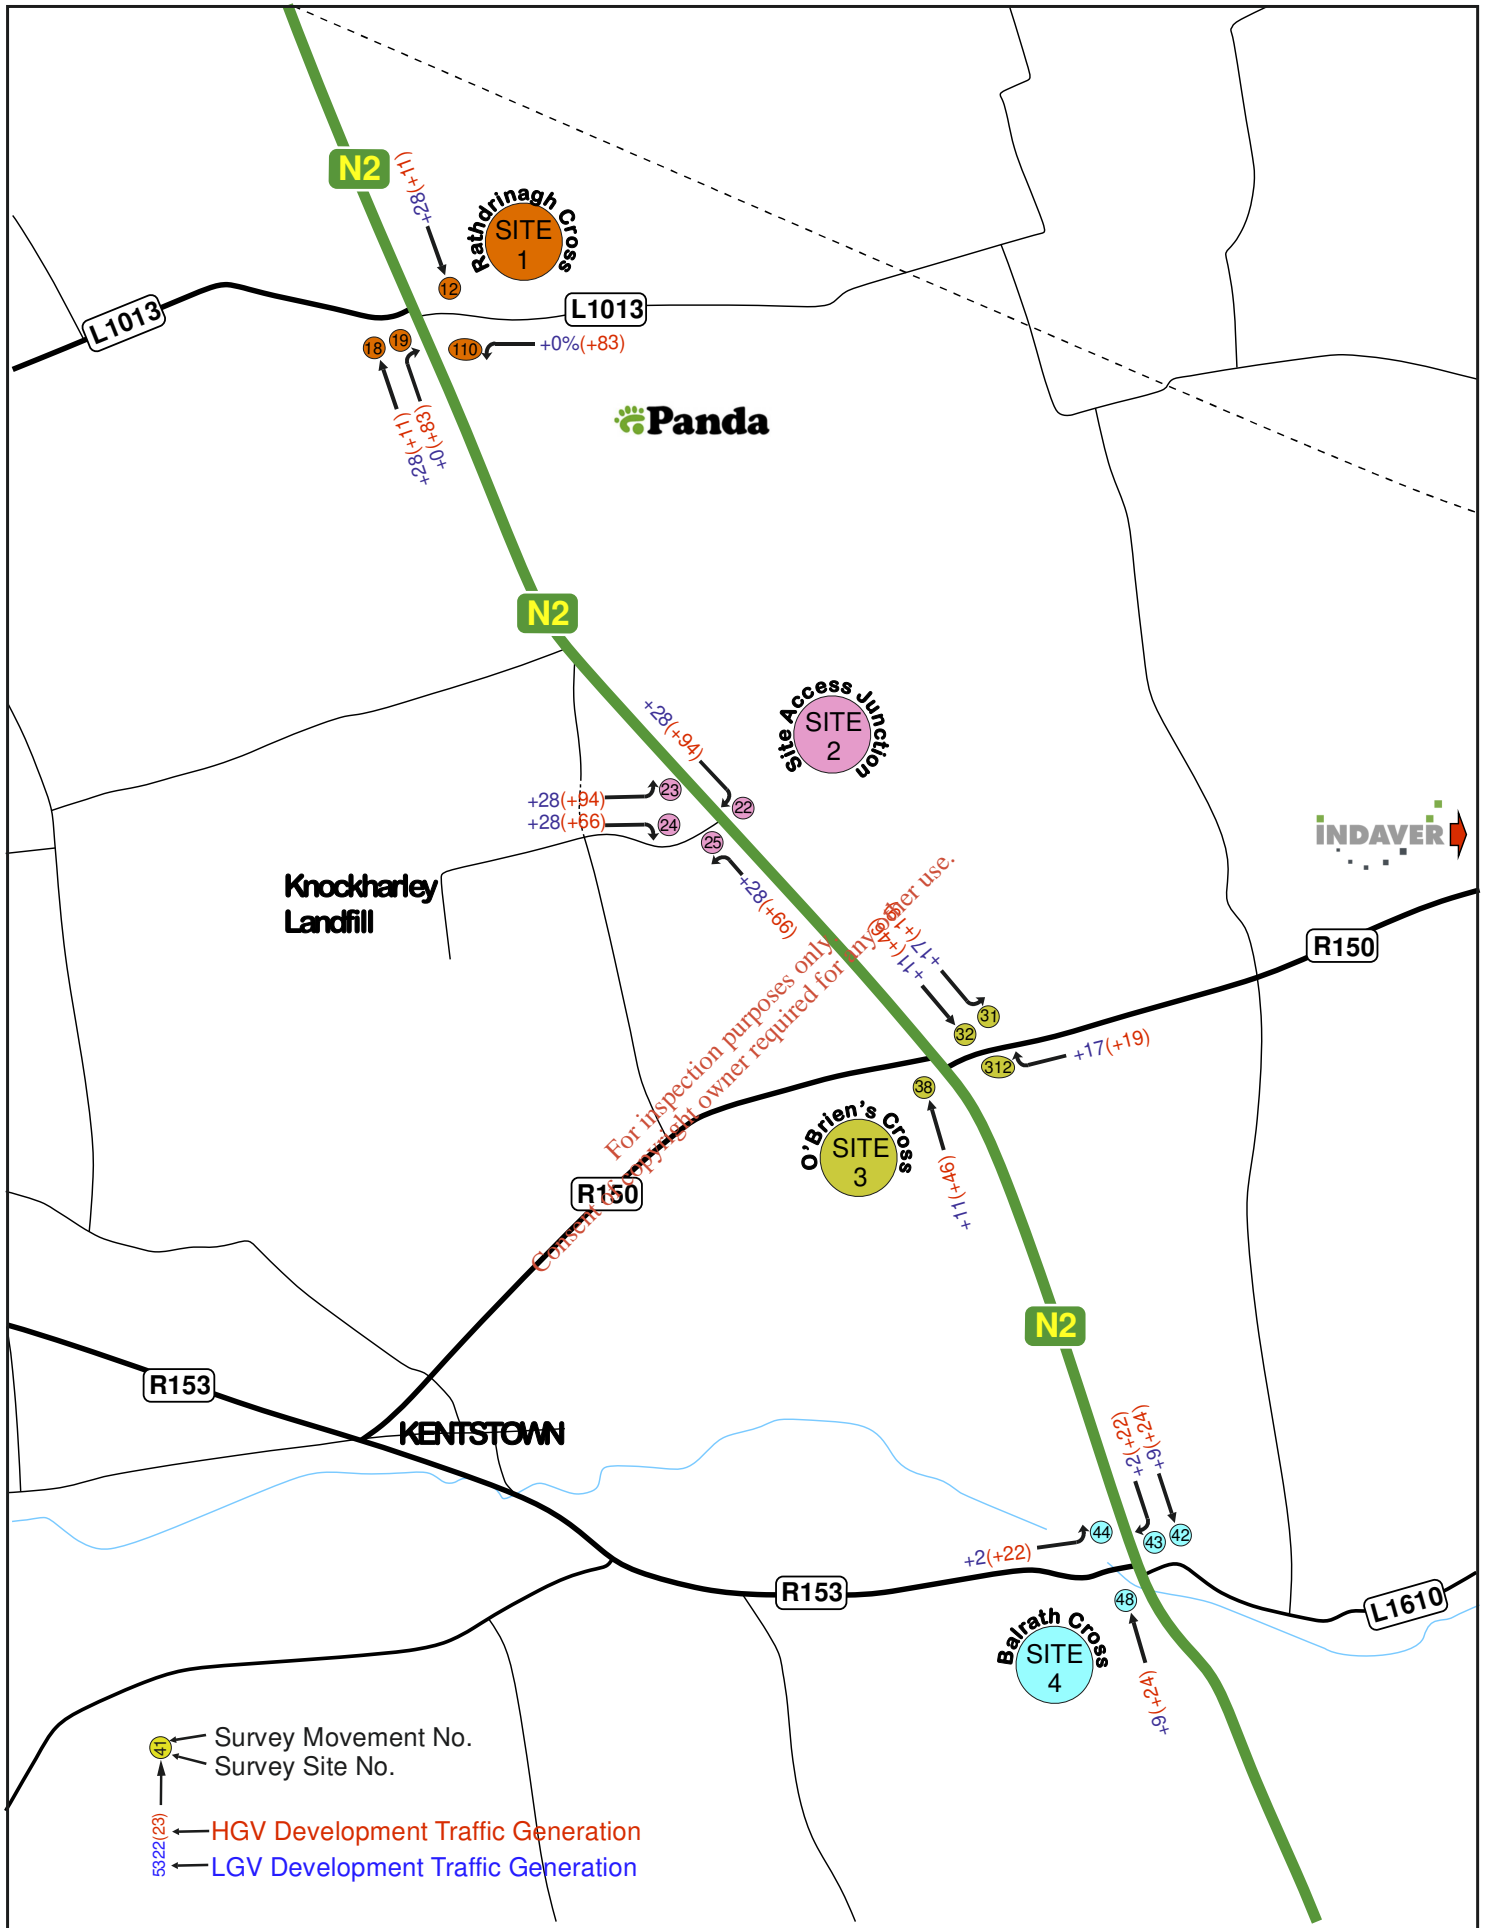 N2
+28(+11)
Rathdrinagh Cross
SITE
1
12
L1013
L1013
18
19
110
+0%(+83)
+28(+11)
+0(+83)
Panda
N2
Site Access Junction
SITE
2
+28(+94)
+28(+94)
23
22
+28(+66)
24
25
+28(+66)
INDAVER
Knockharley
Landfill
For inspection purposes only.
Consent of copyright owner required for any other use.
+17(+19)
+11(+46)
R150
31
32
312
+17(+19)
38
+11(+46)
O'Brien's Cross
SITE
3
R150
N2
R153
KENTSTOWN
+2(+22)
+9(+24)
+2(+22)
44
43
42
R153
48
L1610
Balrath Cross
SITE
4
+9(+24)
41
Survey Movement No.
Survey Site No.
5322(23)
HGV Development Traffic Generation
LGV Development Traffic Generation